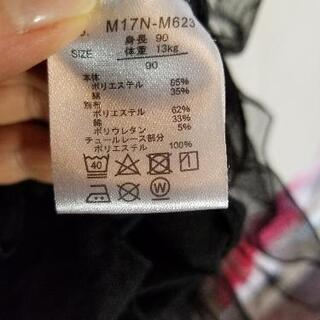 M17N-M623
身長 90
SIZE 体重 13kg
90
本体
ポリエステル 65%
綿 35%
別布
ポリエステル 62%
綿 33%
ポリウレタン 5%
チュールレース部分
ポリエステル 100%
40
W